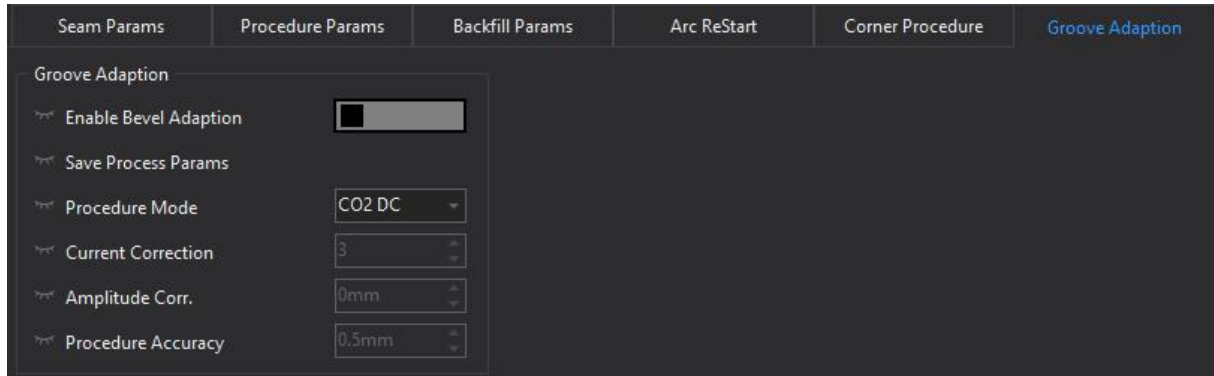 Seam Params Procedure Params Backfill Params Arc ReStart Corner Procedure Groove Adaption
Groove Adaption
Enable Bevel Adaption
Save Process Params
Procedure Mode CO2 DC
Current Correction 3
Amplitude Corr. 0mm
Procedure Accuracy 0.5mm